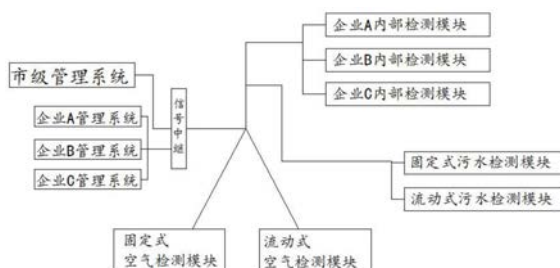 企业A内部检测模块
企业B内部检测模块
企业C内部检测模块
市级管理系统
信号中继
企业A管理系统
企业B管理系统
企业C管理系统
固定式污水检测模块
流动式污水检测模块
固定式
空气检测模块
流动式
空气检测模块